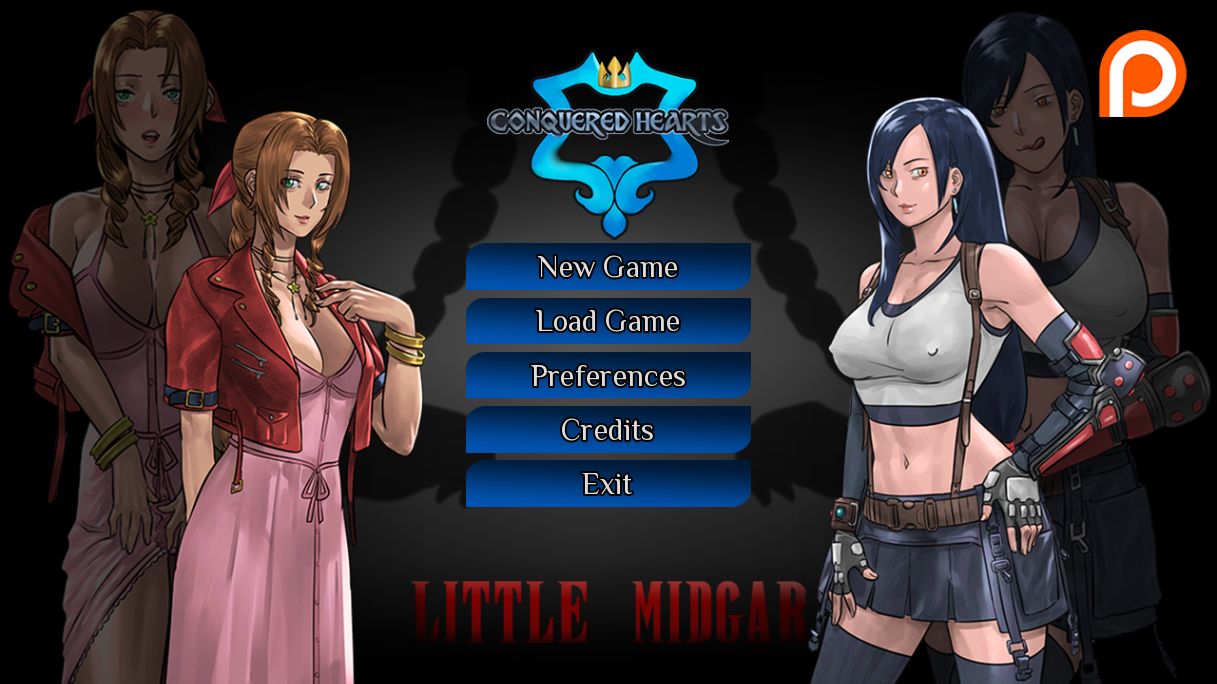 CONQUERED HEARTS
New Game
Load Game
Preferences
Credits
Exit
LITTLE MIDGAR